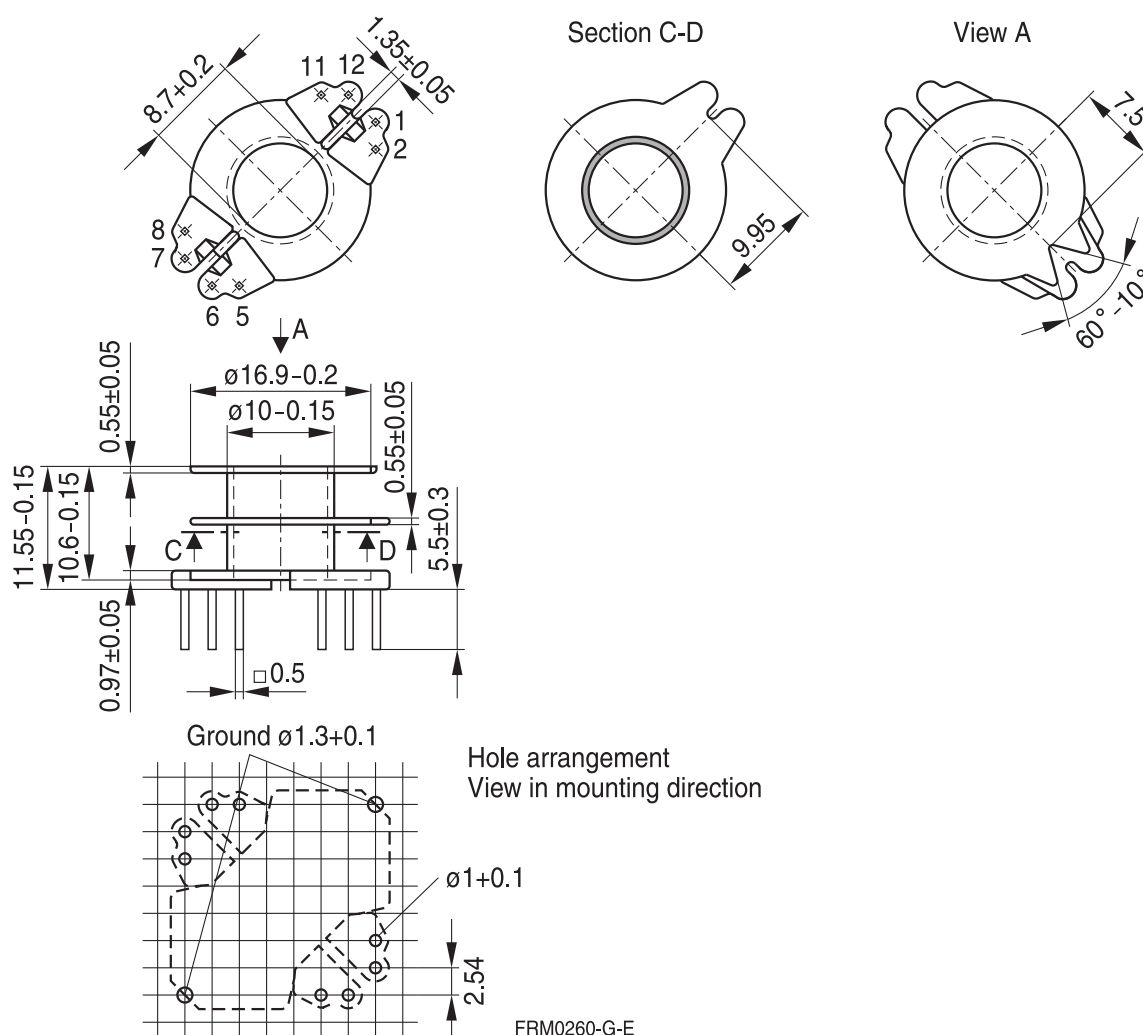 Section C-D
View A
8.7+0.2
1.35±0.05
11 12
1
2
8
7
6 5
9.95
7.5
60°-10°
A
ø16.9-0.2
ø10-0.15
0.55±0.05
0.55±0.05
11.55-0.15
10.6-0.15
C
D
5.5±0.3
0.97±0.05
□0.5
Ground ø1.3+0.1
Hole arrangement
View in mounting direction
ø1+0.1
2.54
FRM0260-G-E